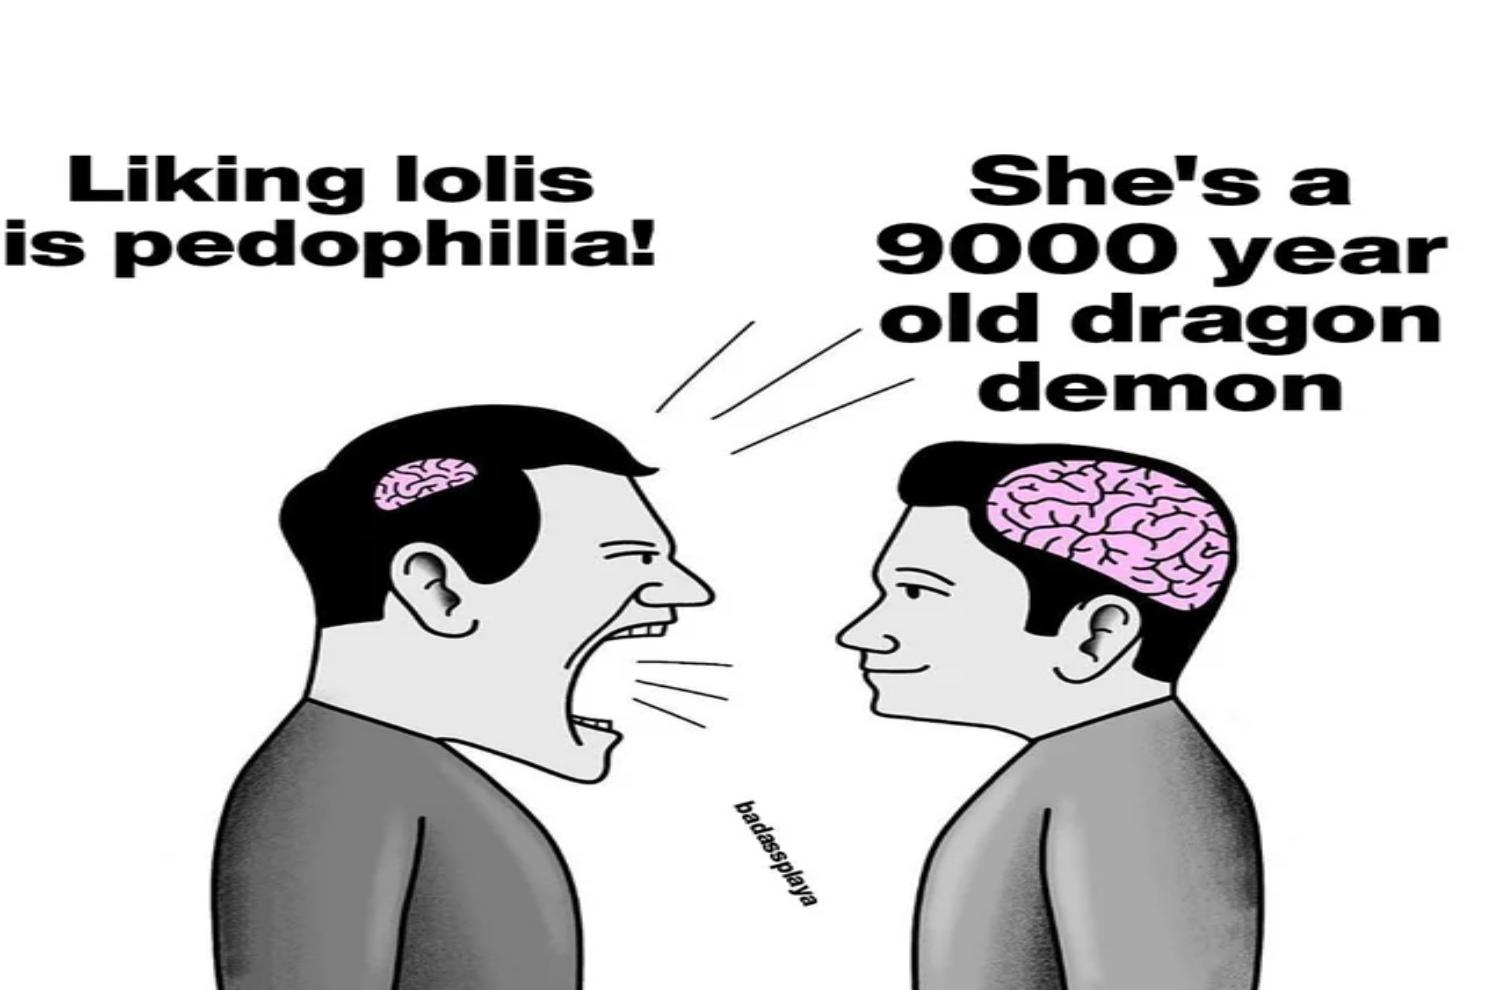 Liking lolis
is pedophilia!
She's a
9000 year
old dragon
demon
badassplaya